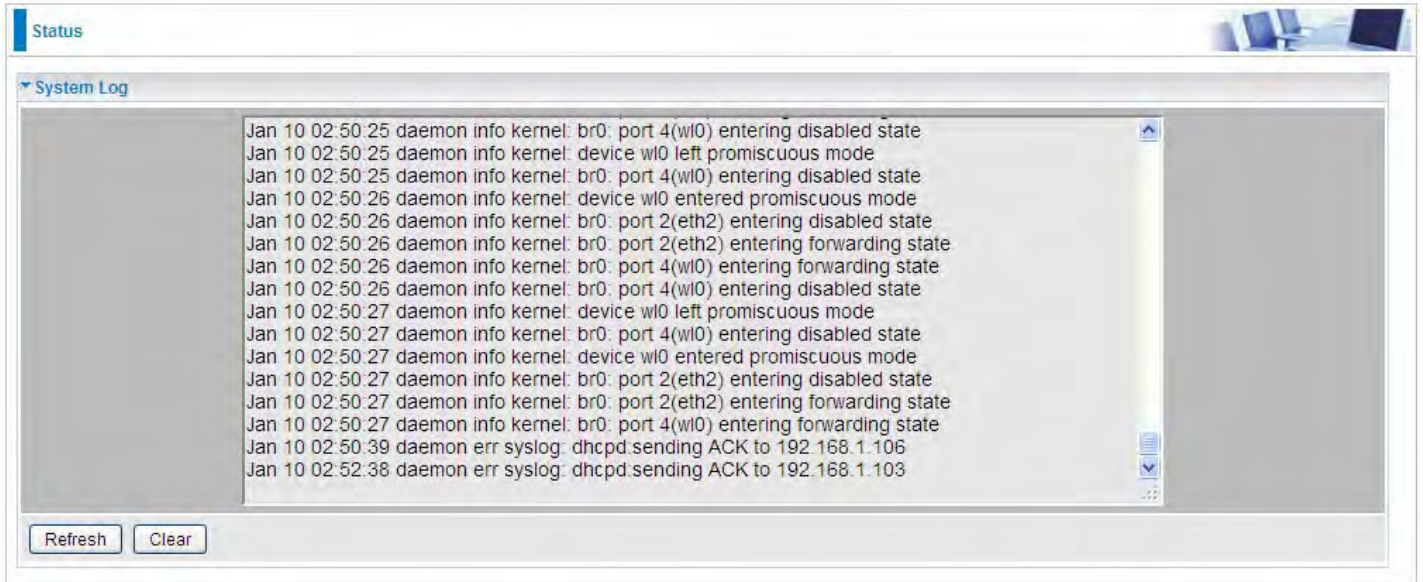 Status
System Log
Jan 10 02:50:25 daemon info kernel: br0: port 4(wl0) entering disabled state
Jan 10 02:50:25 daemon info kernel: device wl0 left promiscuous mode
Jan 10 02:50:25 daemon info kernel: br0: port 4(wl0) entering disabled state
Jan 10 02:50:26 daemon info kernel: device wl0 entered promiscuous mode
Jan 10 02:50:26 daemon info kernel: br0: port 2(eth2) entering disabled state
Jan 10 02:50:26 daemon info kernel: br0: port 2(eth2) entering forwarding state
Jan 10 02:50:26 daemon info kernel: br0: port 4(wl0) entering forwarding state
Jan 10 02:50:26 daemon info kernel: br0: port 4(wl0) entering disabled state
Jan 10 02:50:27 daemon info kernel: device wl0 left promiscuous mode
Jan 10 02:50:27 daemon info kernel: br0: port 4(wl0) entering disabled state
Jan 10 02:50:27 daemon info kernel: device wl0 entered promiscuous mode
Jan 10 02:50:27 daemon info kernel: br0: port 2(eth2) entering disabled state
Jan 10 02:50:27 daemon info kernel: br0: port 2(eth2) entering forwarding state
Jan 10 02:50:27 daemon info kernel: br0: port 4(wl0) entering forwarding state
Jan 10 02:50:39 daemon err syslog: dhcpd:sending ACK to 192.168.1.106
Jan 10 02:52:38 daemon err syslog: dhcpd:sending ACK to 192.168.1.103
Refresh Clear